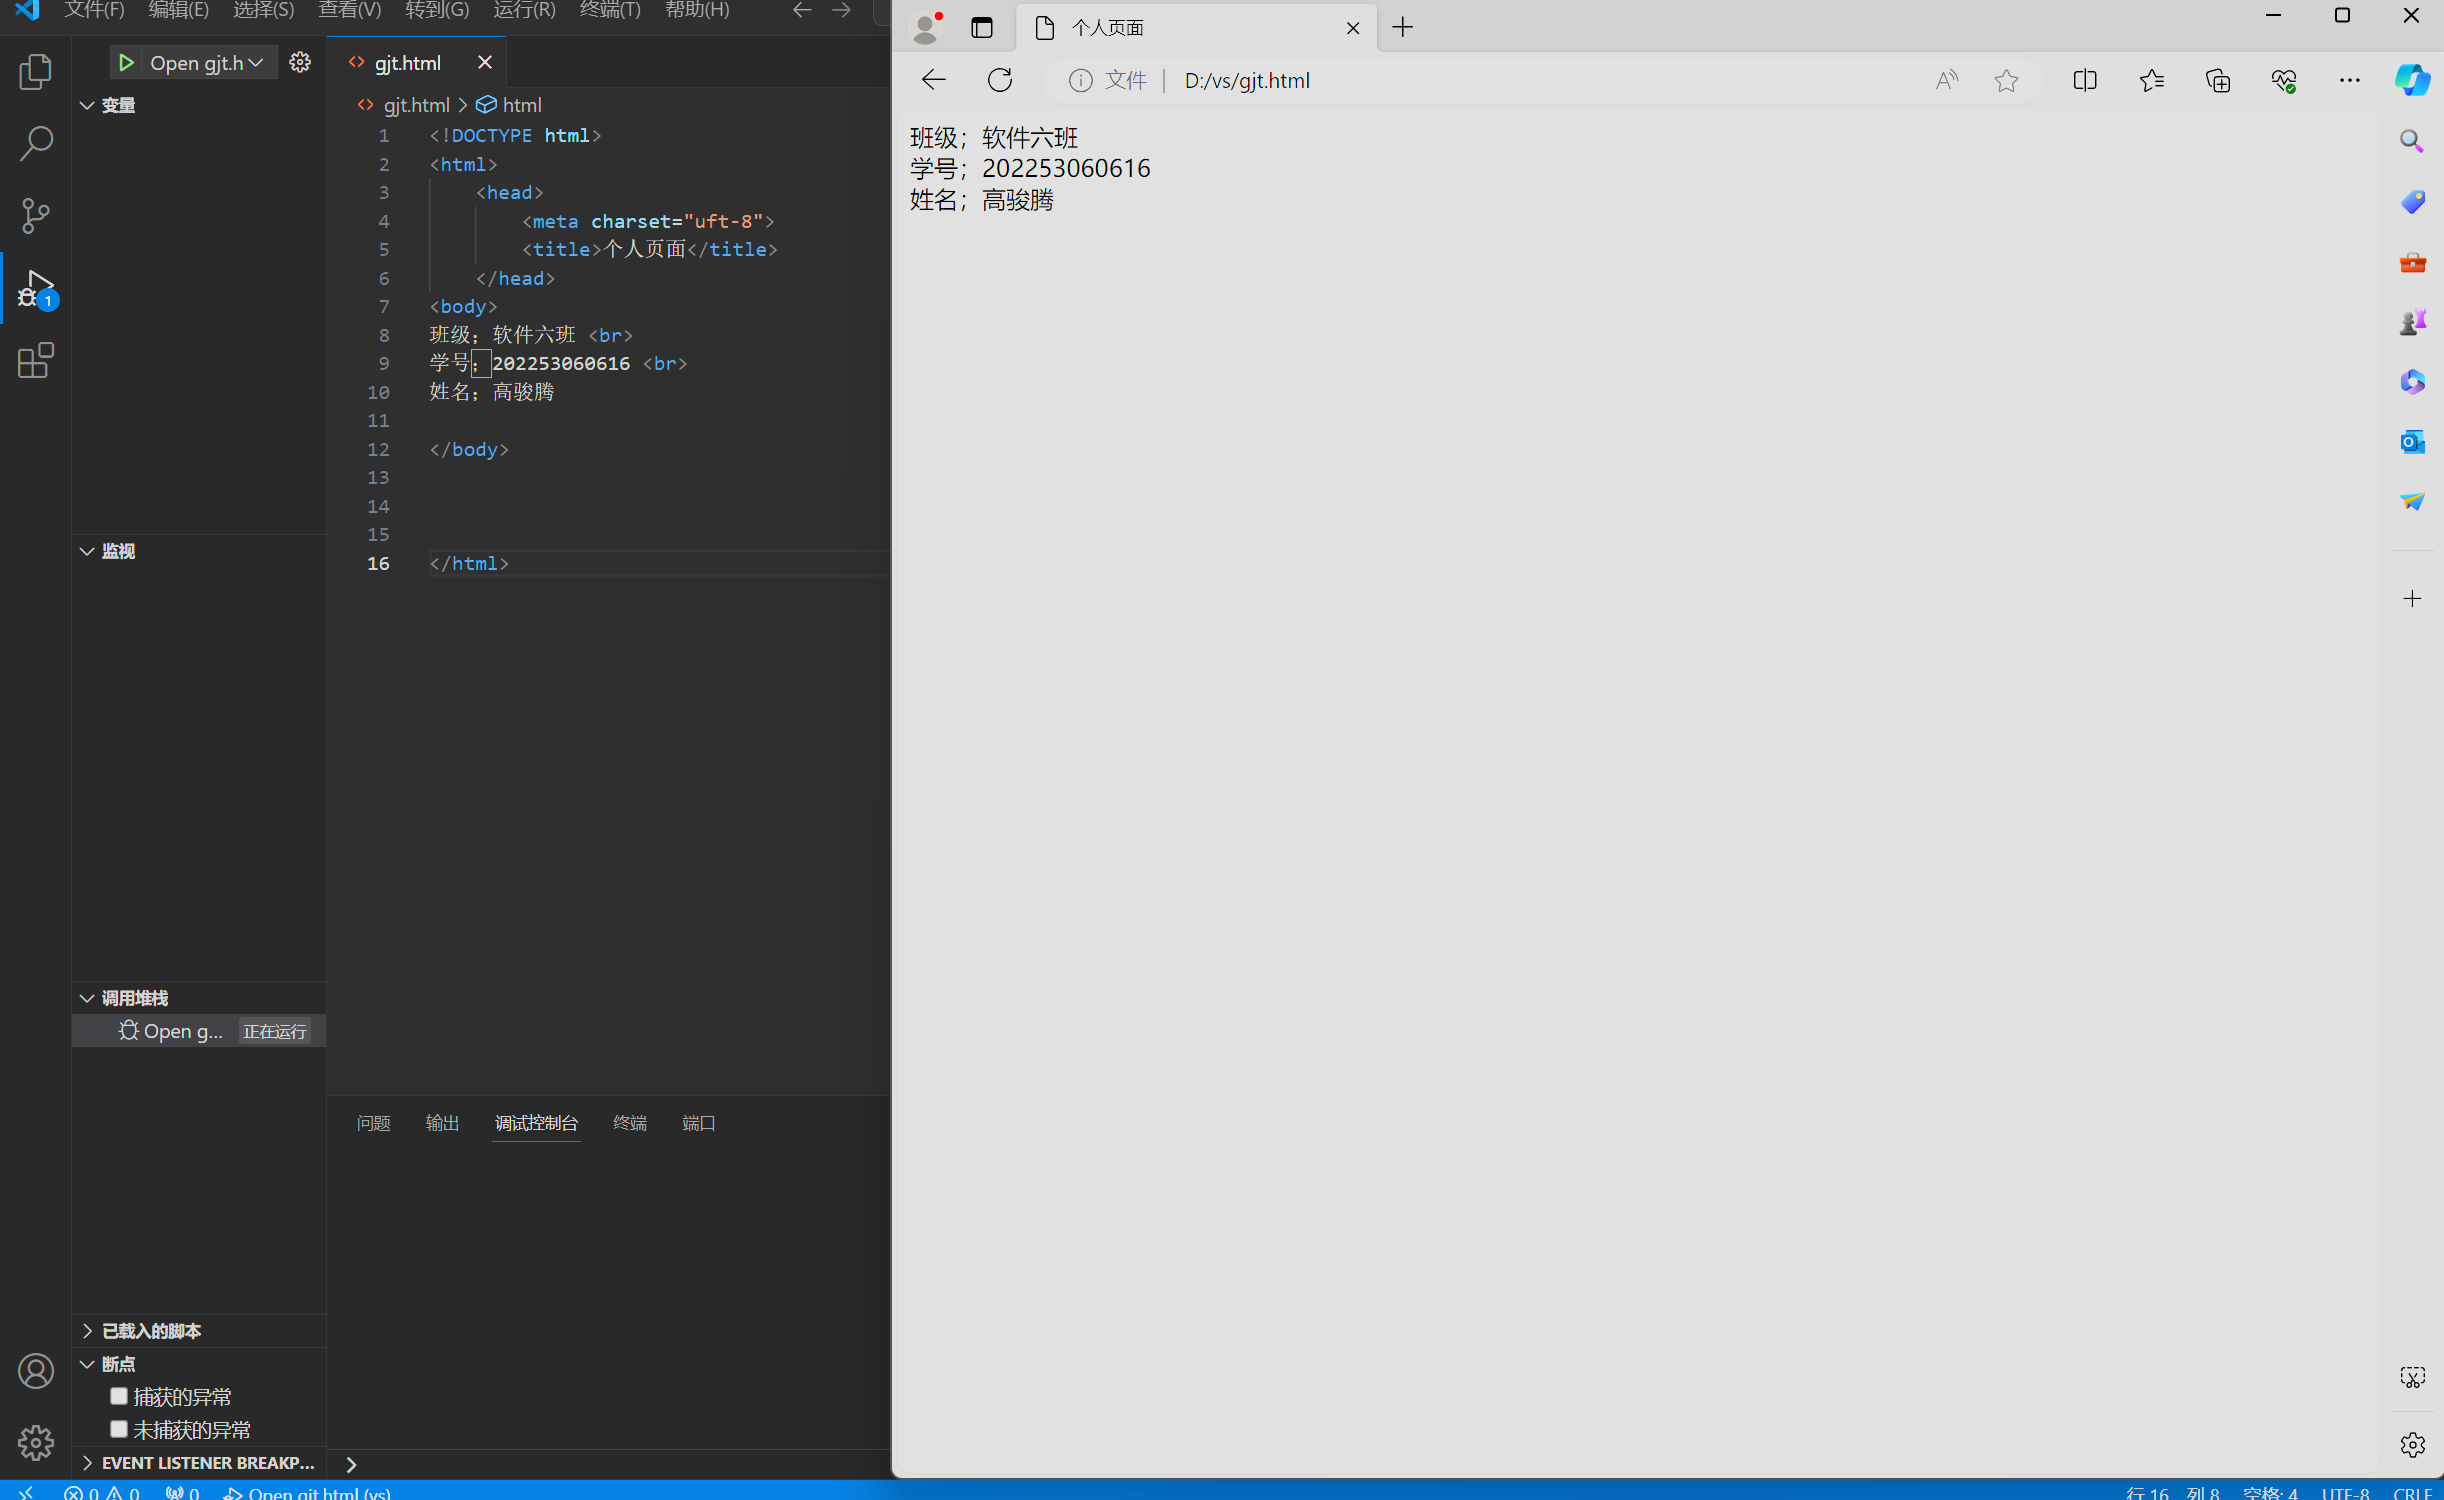 文件(F) 编辑(E) 选择(S) 查看(V) 转到(G) 运行(R) 终端(T) 帮助(H)
Open gjt.h
变量
监视
调用堆栈
Open g... 正在运行
已载入的脚本
断点
捕获的异常
未捕获的异常
EVENT LISTENER BREAKP...
1
gjt.html
gjt.html > html
1 <!DOCTYPE html>
2 <html>
3 <head>
4 <meta charset="uft-8">
5 <title>个人页面</title>
6 </head>
7 <body>
8 班级；软件六班 <br>
9 学号；202253060616 <br>
10 姓名；高骏腾
11
12 </body>
13
14
15
16 </html>
问题 输出 调试控制台 终端 端口
个人页面
文件 | D:/vs/gjt.html
班级；软件六班
学号；202253060616
姓名；高骏腾
0 0 0 Open gjt.html (vs)
行 16 列 8 空格: 4 UTF-8 CRLF